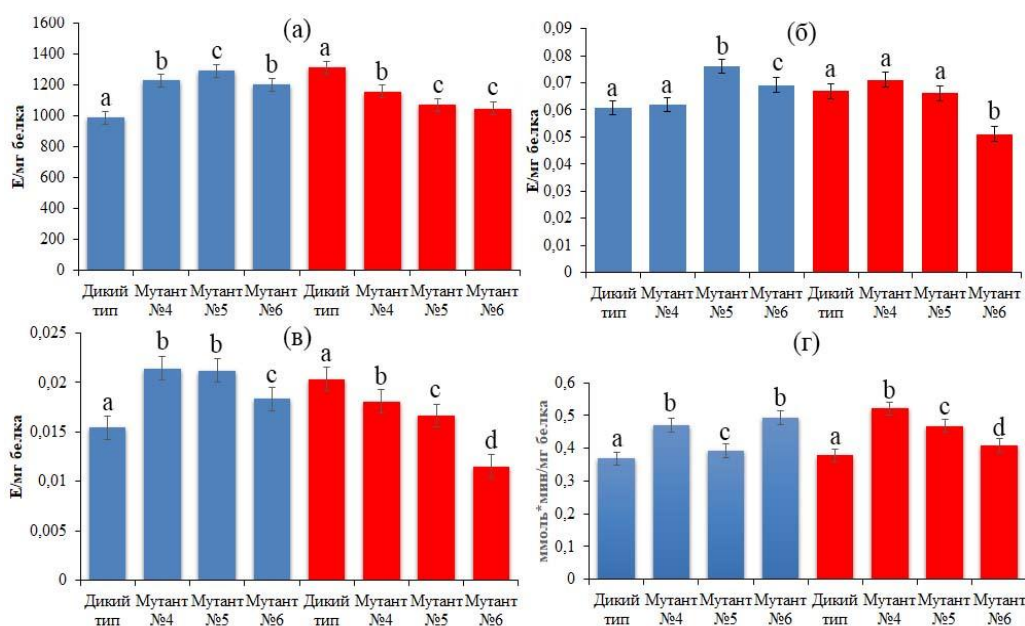 (а)
Е/мг белка
1600
1400
1200
1000
800
600
400
200
0
a
b
c
b
a
b
c
c
Дикий Мутант Мутант Мутант Дикий Мутант Мутант Мутант
тип №4 №5 №6 тип №4 №5 №6
(б)
Е/мг белка
0,09
0,08
0,07
0,06
0,05
0,04
0,03
0,02
0,01
0
a
a
b
c
a
a
a
b
Дикий Мутант Мутант Мутант Дикий Мутант Мутант Мутант
тип №4 №5 №6 тип №4 №5 №6
(в)
Е/мг белка
0,025
0,02
0,015
0,01
0,005
0
a
b
b
c
a
b
c
d
Дикий Мутант Мутант Мутант Дикий Мутант Мутант Мутант
тип №4 №5 №6 тип №4 №5 №6
(г)
ммоль*мин/мг белка
0,6
0,5
0,4
0,3
0,2
0,1
0
a
b
c
b
a
b
c
d
Дикий Мутант Мутант Мутант Дикий Мутант Мутант Мутант
тип №4 №5 №6 тип №4 №5 №6